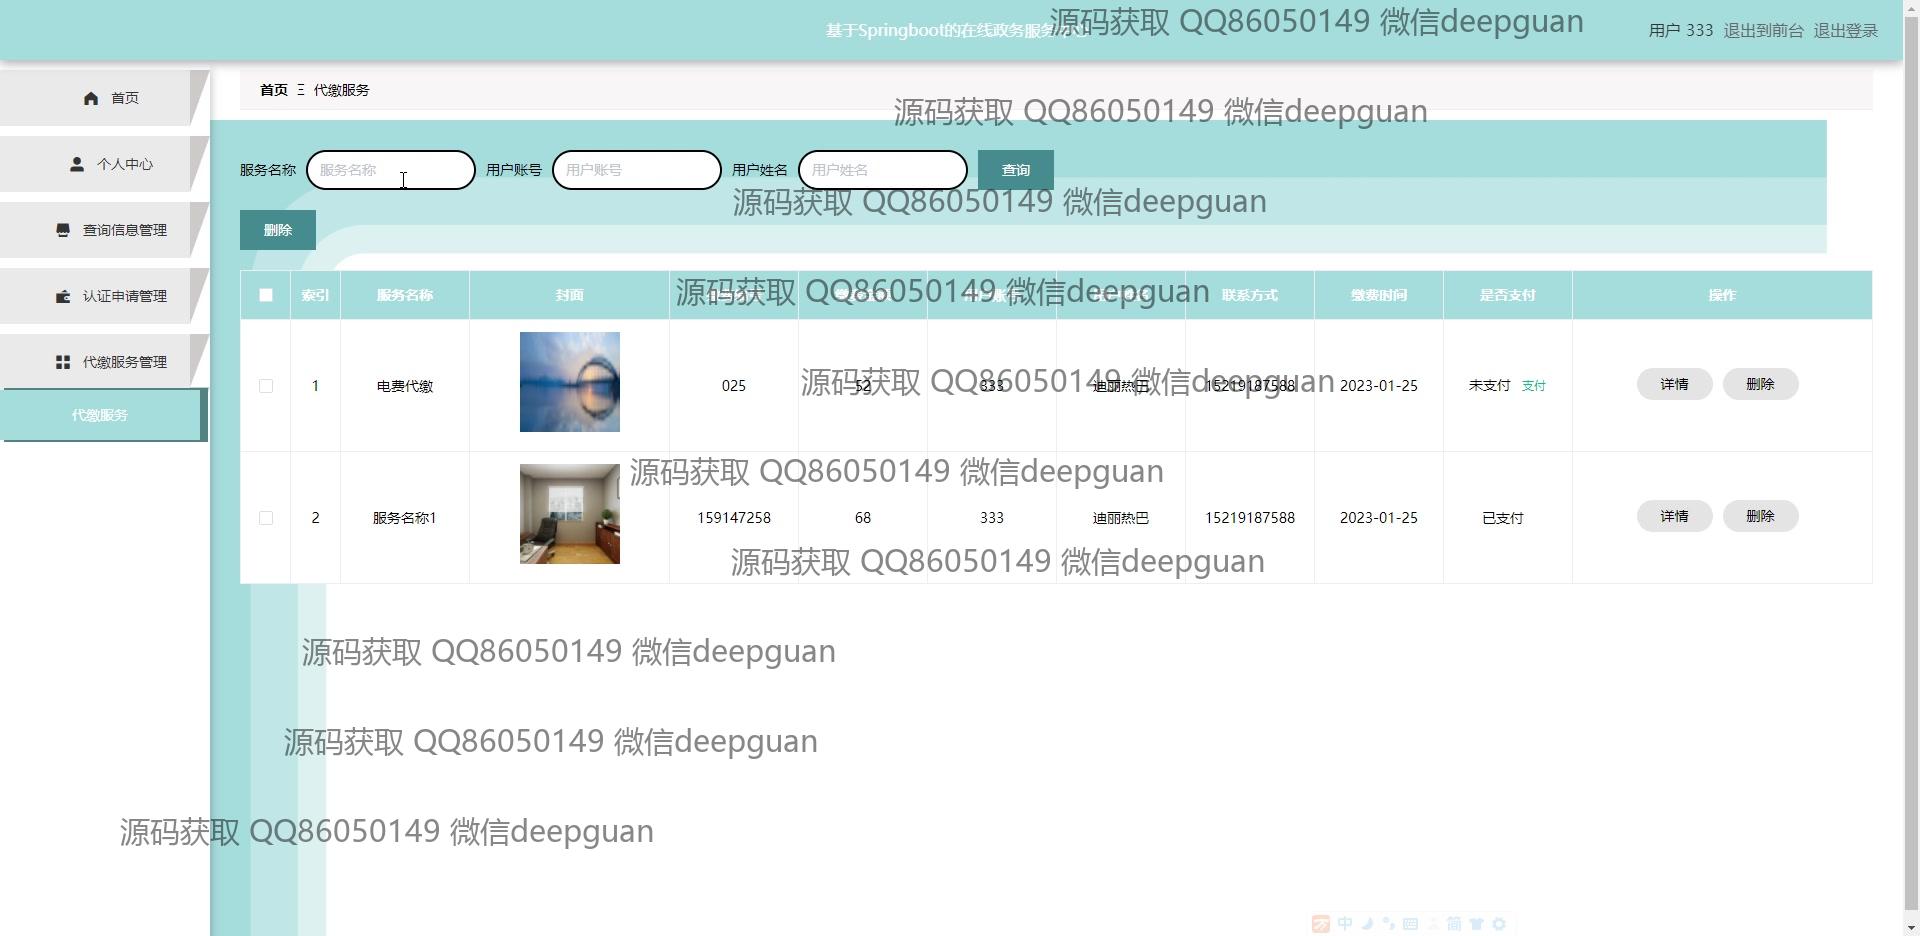 基于Springboot的在线政务服务
源码获取 QQ86050149 微信deepguan
用户 333 退出到前台 退出登录
首页
首页 Ξ 代缴服务
源码获取 QQ86050149 微信deepguan
个人中心
服务名称 服务名称 用户账号 用户账号 用户姓名 用户姓名 查询
源码获取 QQ86050149 微信deepguan
查询信息管理
删除
认证申请管理
索引 服务名称 封面 联系方式 缴费时间 是否支付 操作
源码获取 QQ86050149 微信deepguan
代缴服务管理
1 电费代缴 025 52 333 迪丽热巴 15219187588 2023-01-25 未支付 支付 详情 删除
源码获取 QQ86050149 微信deepguan
代缴服务
源码获取 QQ86050149 微信deepguan
2 服务名称1 159147258 68 333 迪丽热巴 15219187588 2023-01-25 已支付 详情 删除
源码获取 QQ86050149 微信deepguan
源码获取 QQ86050149 微信deepguan
源码获取 QQ86050149 微信deepguan
源码获取 QQ86050149 微信deepguan
中 简